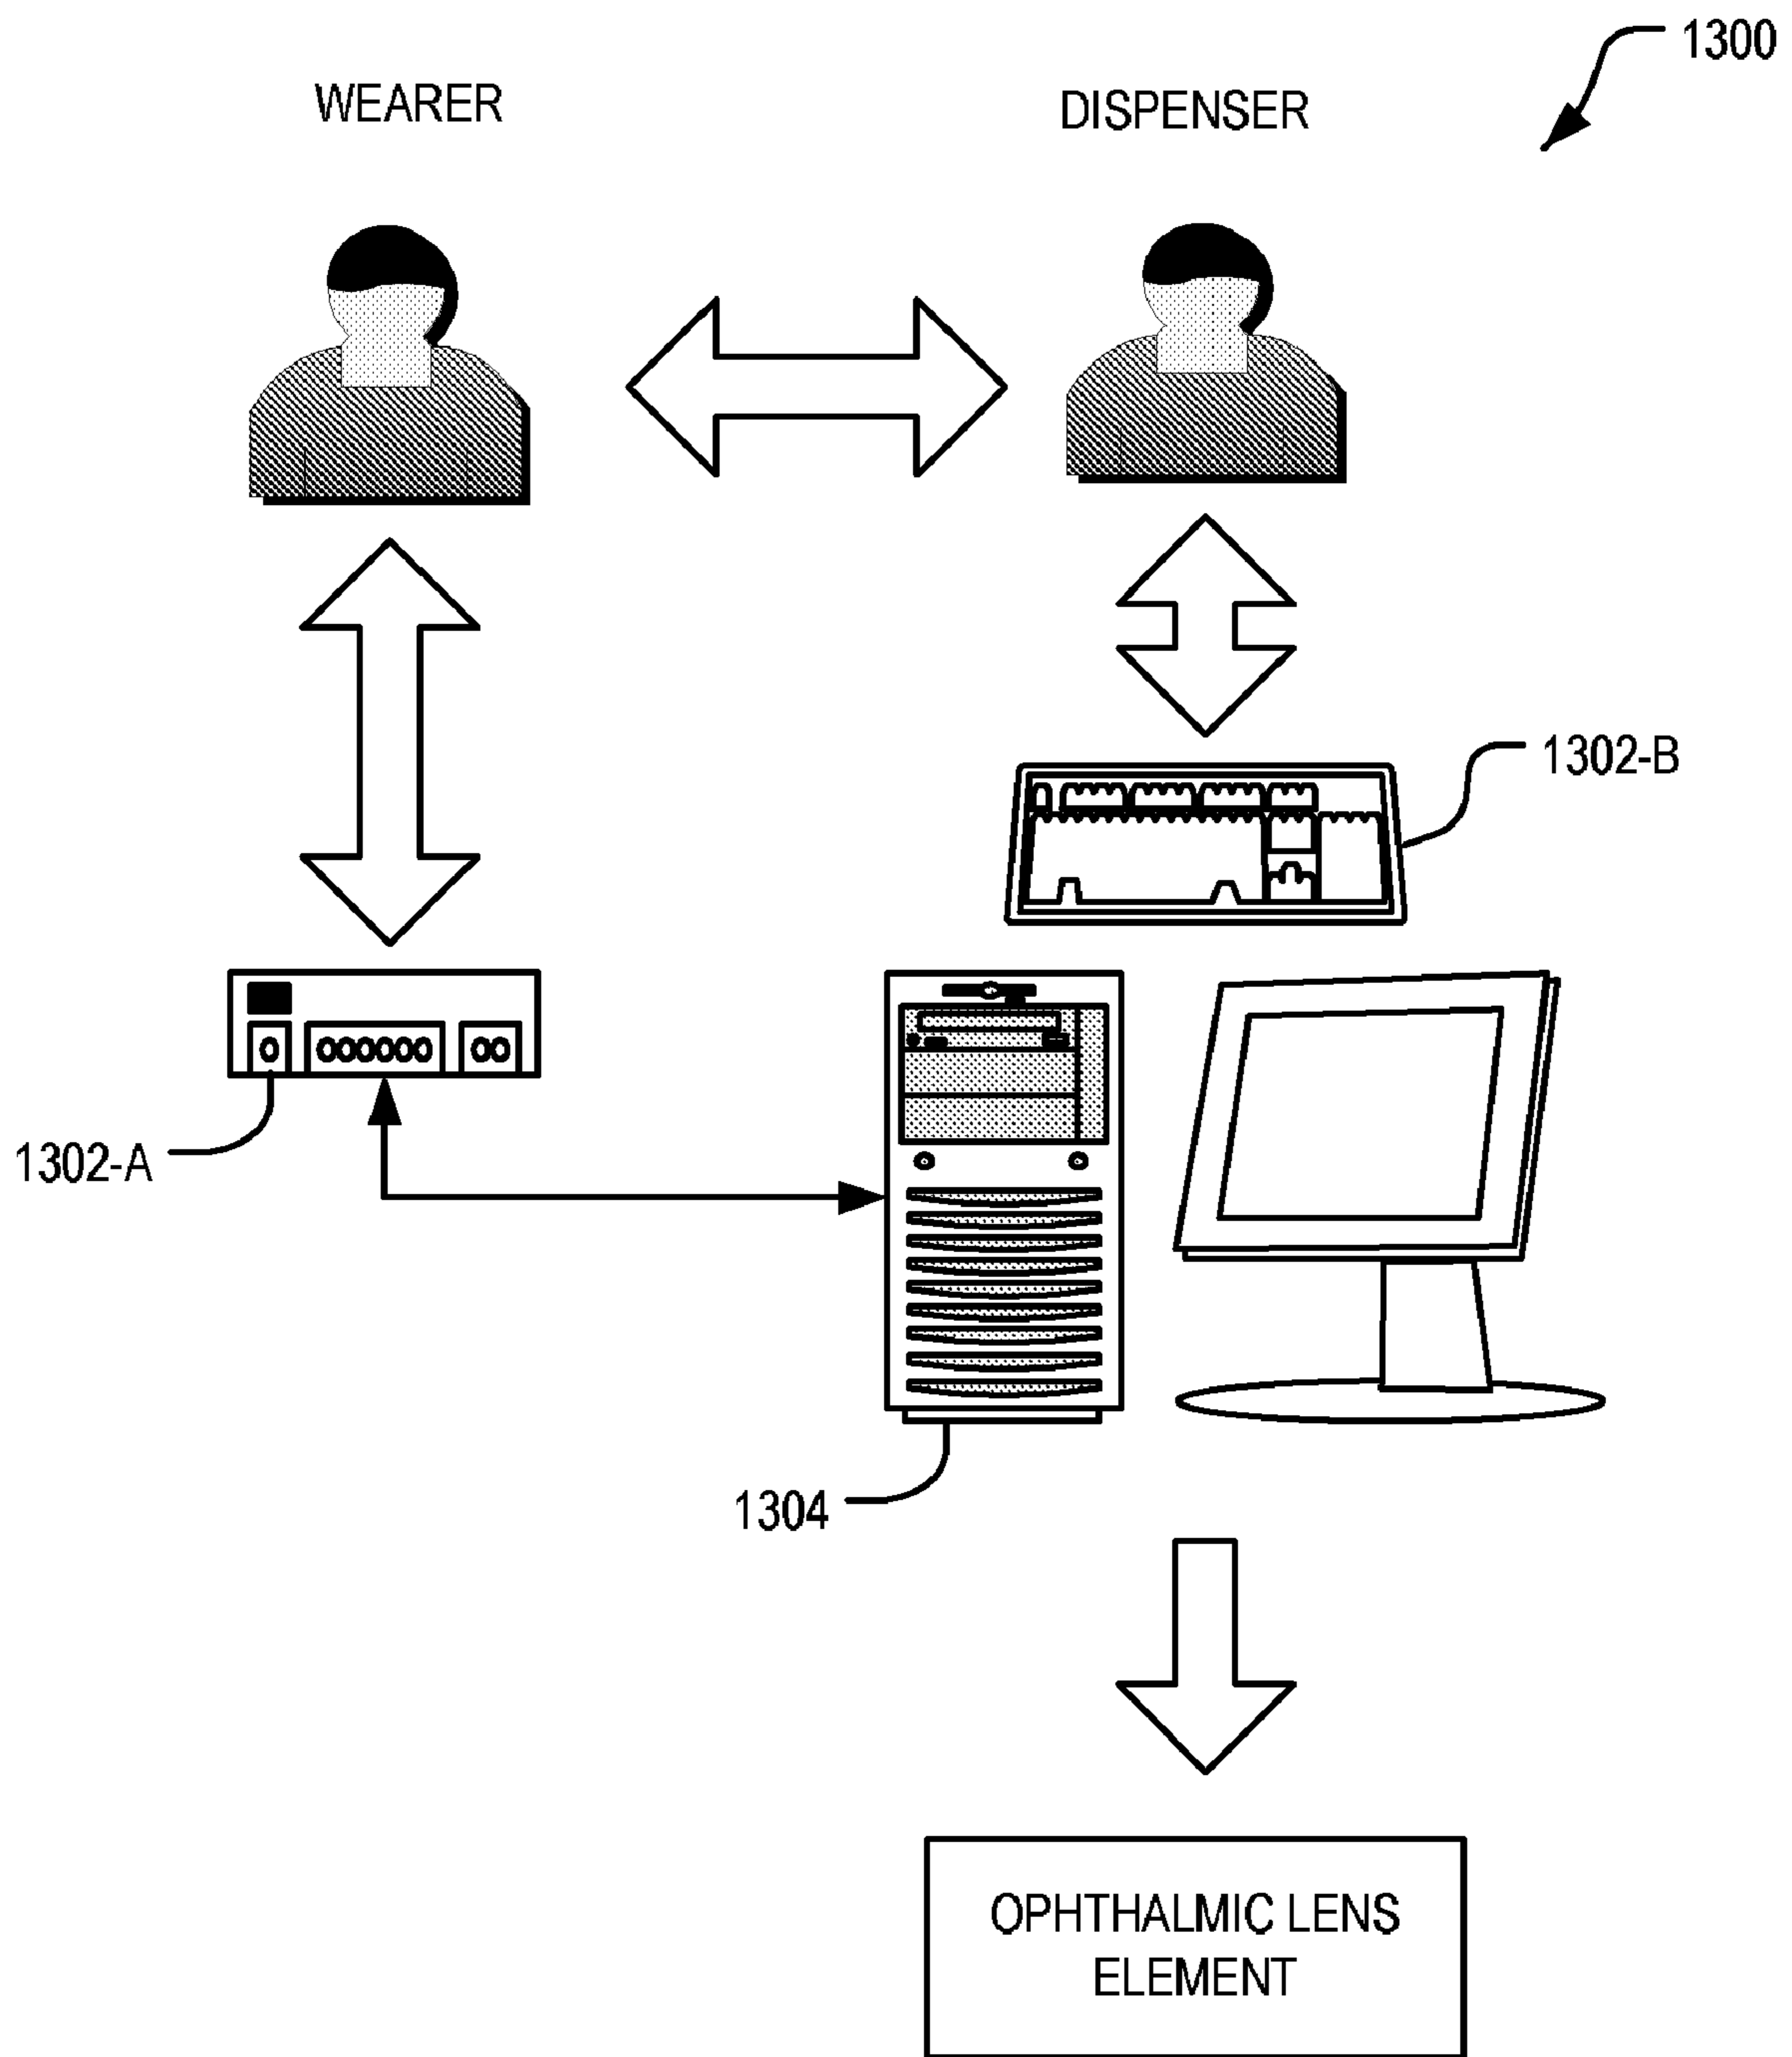 1300
WEARER
DISPENSER
1302-B
1302-A
1304
OPHTHALMIC LENS
ELEMENT